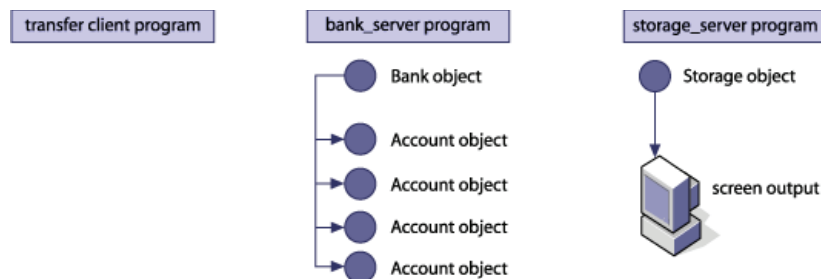 transfer client program
bank_server program
storage_server program
Bank object
Storage object
Account object
Account object
screen output
Account object
Account object